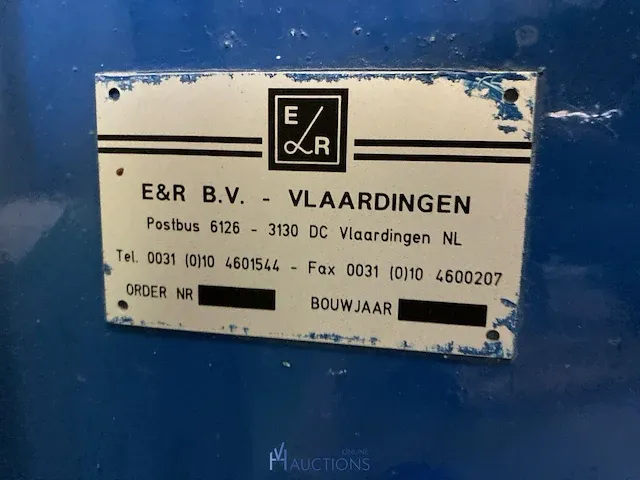 E & R
E&R B.V. - VLAARDINGEN
Postbus 6126 - 3130 DC Vlaardingen NL
Tel. 0031 (0)10 4601544 - Fax 0031 (0)10 4600207
ORDER NR BOUWJAAR
ONLINE
AUCTIONS